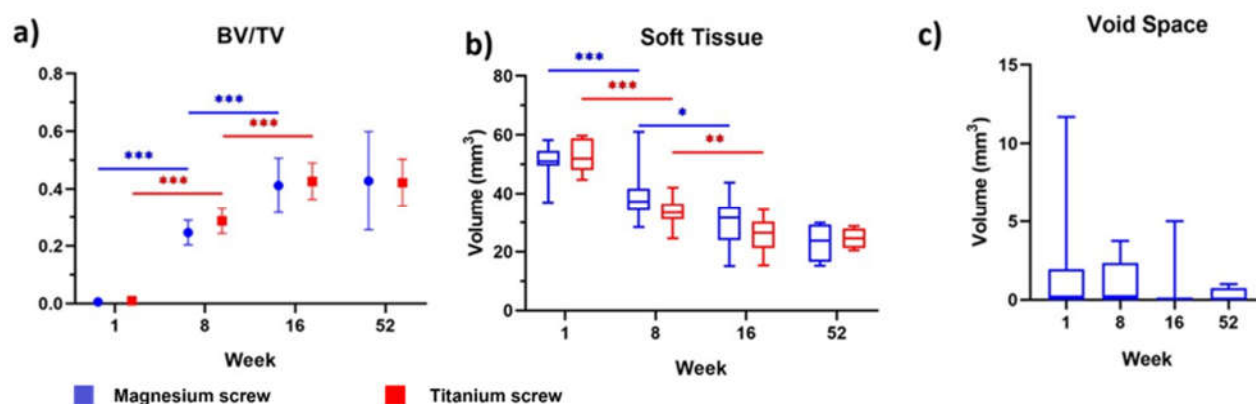 a)
BV/TV
0.8
0.6
0.4
0.2
0.0
***
***
***
***
1 8 16 52
Week
b)
Soft Tissue
Volume (mm³)
80
60
40
20
0
***
***
*
**
1 8 16 52
Week
c)
Void Space
Volume (mm³)
15
10
5
0
1 8 16 52
Week
Magnesium screw Titanium screw